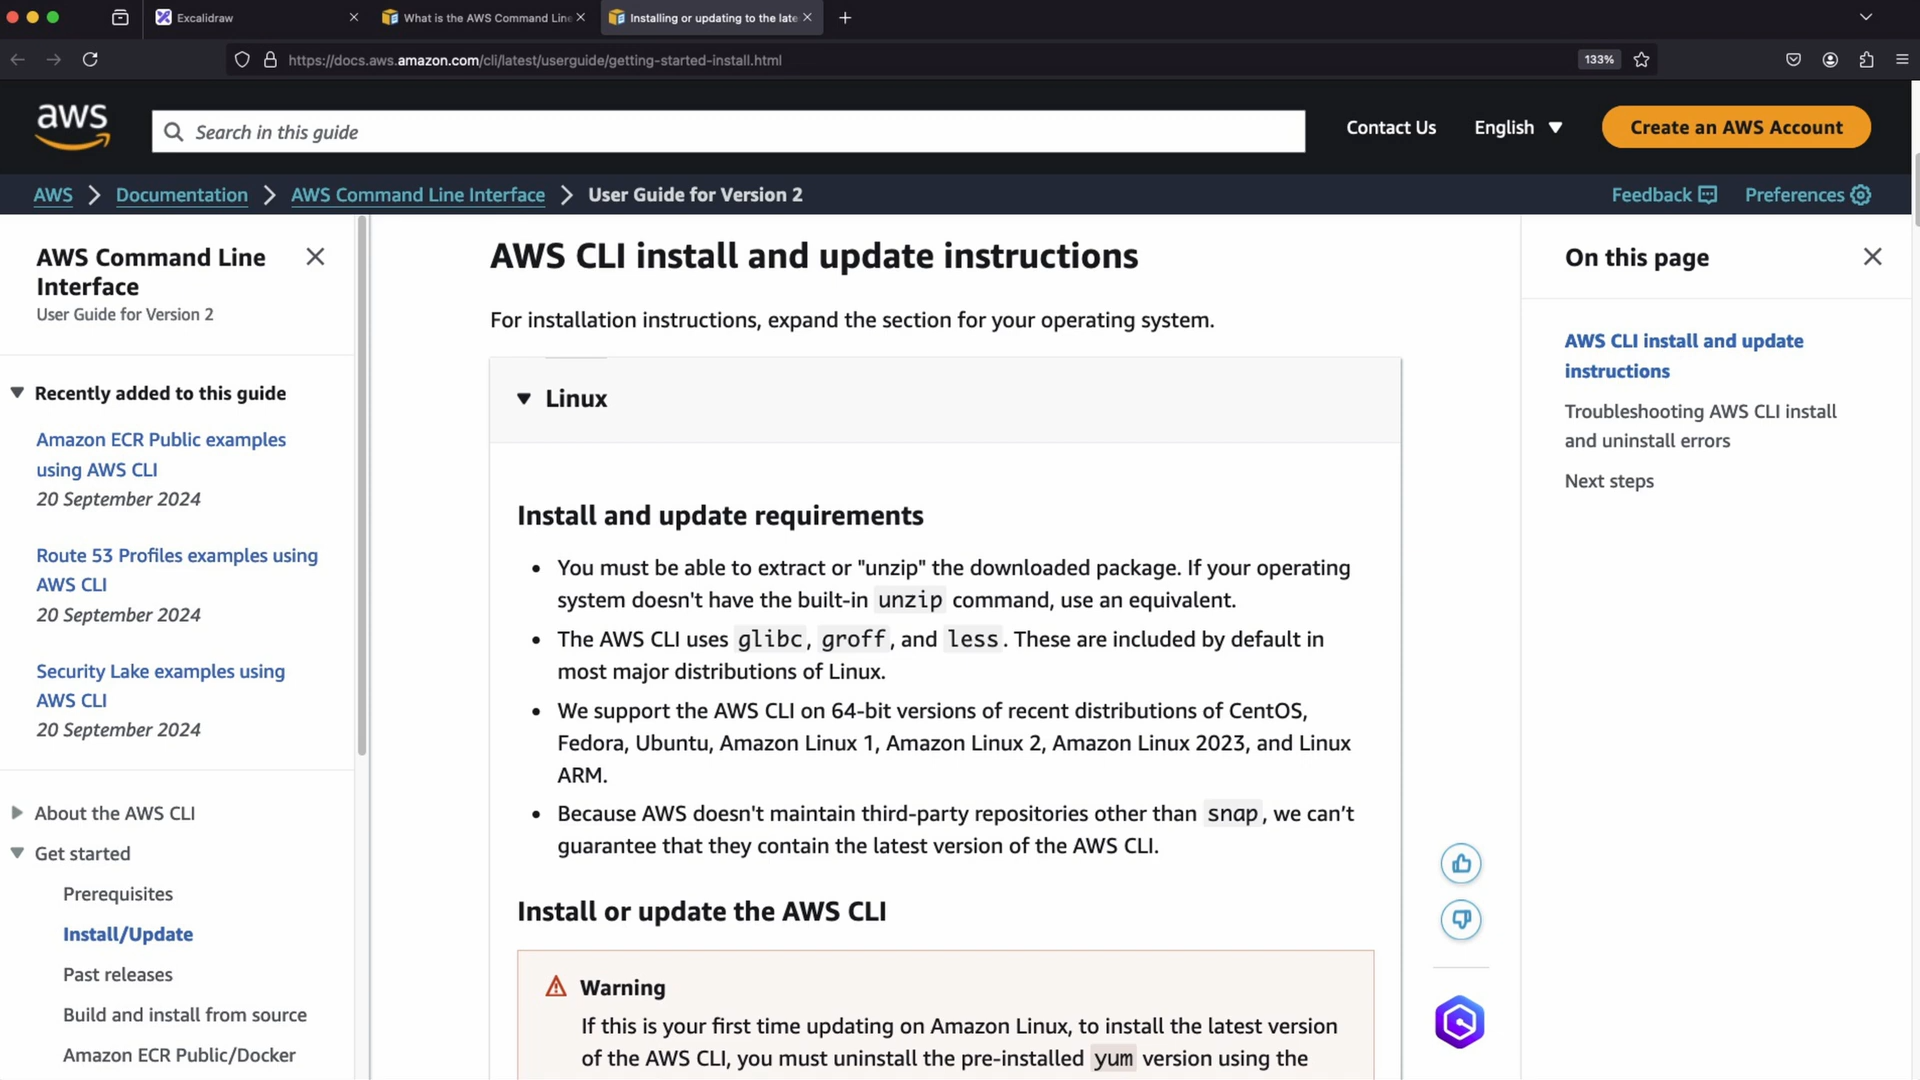 Excalidraw
What is the AWS Command Line
Installing or updating to the late
https://docs.aws.amazon.com/cli/latest/userguide/getting-started-install.html
133%
aws
Search in this guide
Contact Us
English
Create an AWS Account
AWS
Documentation
AWS Command Line Interface
User Guide for Version 2
Feedback
Preferences
AWS Command Line
Interface
User Guide for Version 2
Recently added to this guide
Amazon ECR Public examples
using AWS CLI
20 September 2024
Route 53 Profiles examples using
AWS CLI
20 September 2024
Security Lake examples using
AWS CLI
20 September 2024
About the AWS CLI
Get started
Prerequisites
Install/Update
Past releases
Build and install from source
Amazon ECR Public/Docker
AWS CLI install and update instructions
For installation instructions, expand the section for your operating system.
Linux
Install and update requirements
• You must be able to extract or "unzip" the downloaded package. If your operating
system doesn't have the built-in unzip command, use an equivalent.
• The AWS CLI uses glibc, groff, and less. These are included by default in
most major distributions of Linux.
• We support the AWS CLI on 64-bit versions of recent distributions of CentOS,
Fedora, Ubuntu, Amazon Linux 1, Amazon Linux 2, Amazon Linux 2023, and Linux
ARM.
• Because AWS doesn't maintain third-party repositories other than snap, we can’t
guarantee that they contain the latest version of the AWS CLI.
Install or update the AWS CLI
Warning
If this is your first time updating on Amazon Linux, to install the latest version
of the AWS CLI, you must uninstall the pre-installed yum version using the
On this page
AWS CLI install and update
instructions
Troubleshooting AWS CLI install
and uninstall errors
Next steps